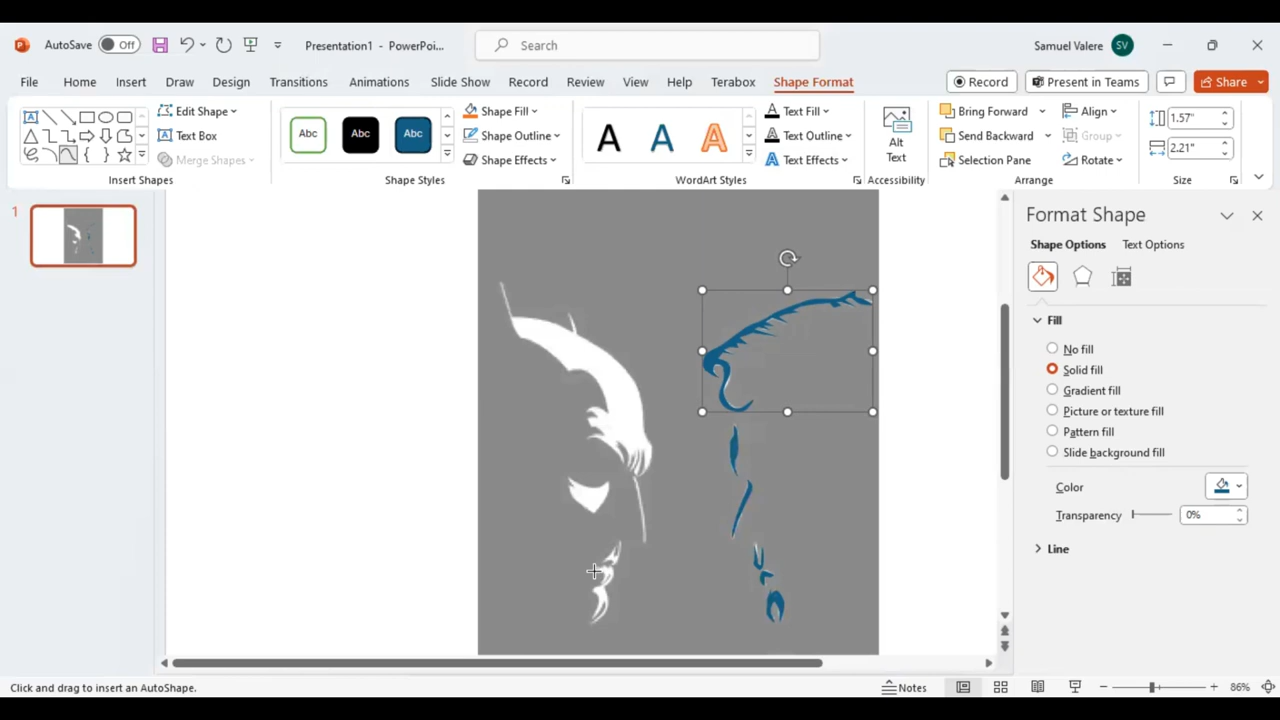 AutoSave Off Presentation1 - PowerPoi... Search Samuel Valere SV
File Home Insert Draw Design Transitions Animations Slide Show Record Review View Help Terabox Shape Format Record Present in Teams Share
Edit Shape Shape Fill Text Fill Bring Forward Align 1.57"
Text Box Abc Abc Abc Shape Outline A A A Text Outline Alt Text Send Backward Group
Merge Shapes Shape Effects Text Effects Selection Pane Rotate 2.21"
Insert Shapes Shape Styles WordArt Styles Accessibility Arrange Size
1
Format Shape
Shape Options Text Options
Fill
No fill
Solid fill
Gradient fill
Picture or texture fill
Pattern fill
Slide background fill
Color
Transparency 0%
Line
Click and drag to insert an AutoShape. Notes 86%